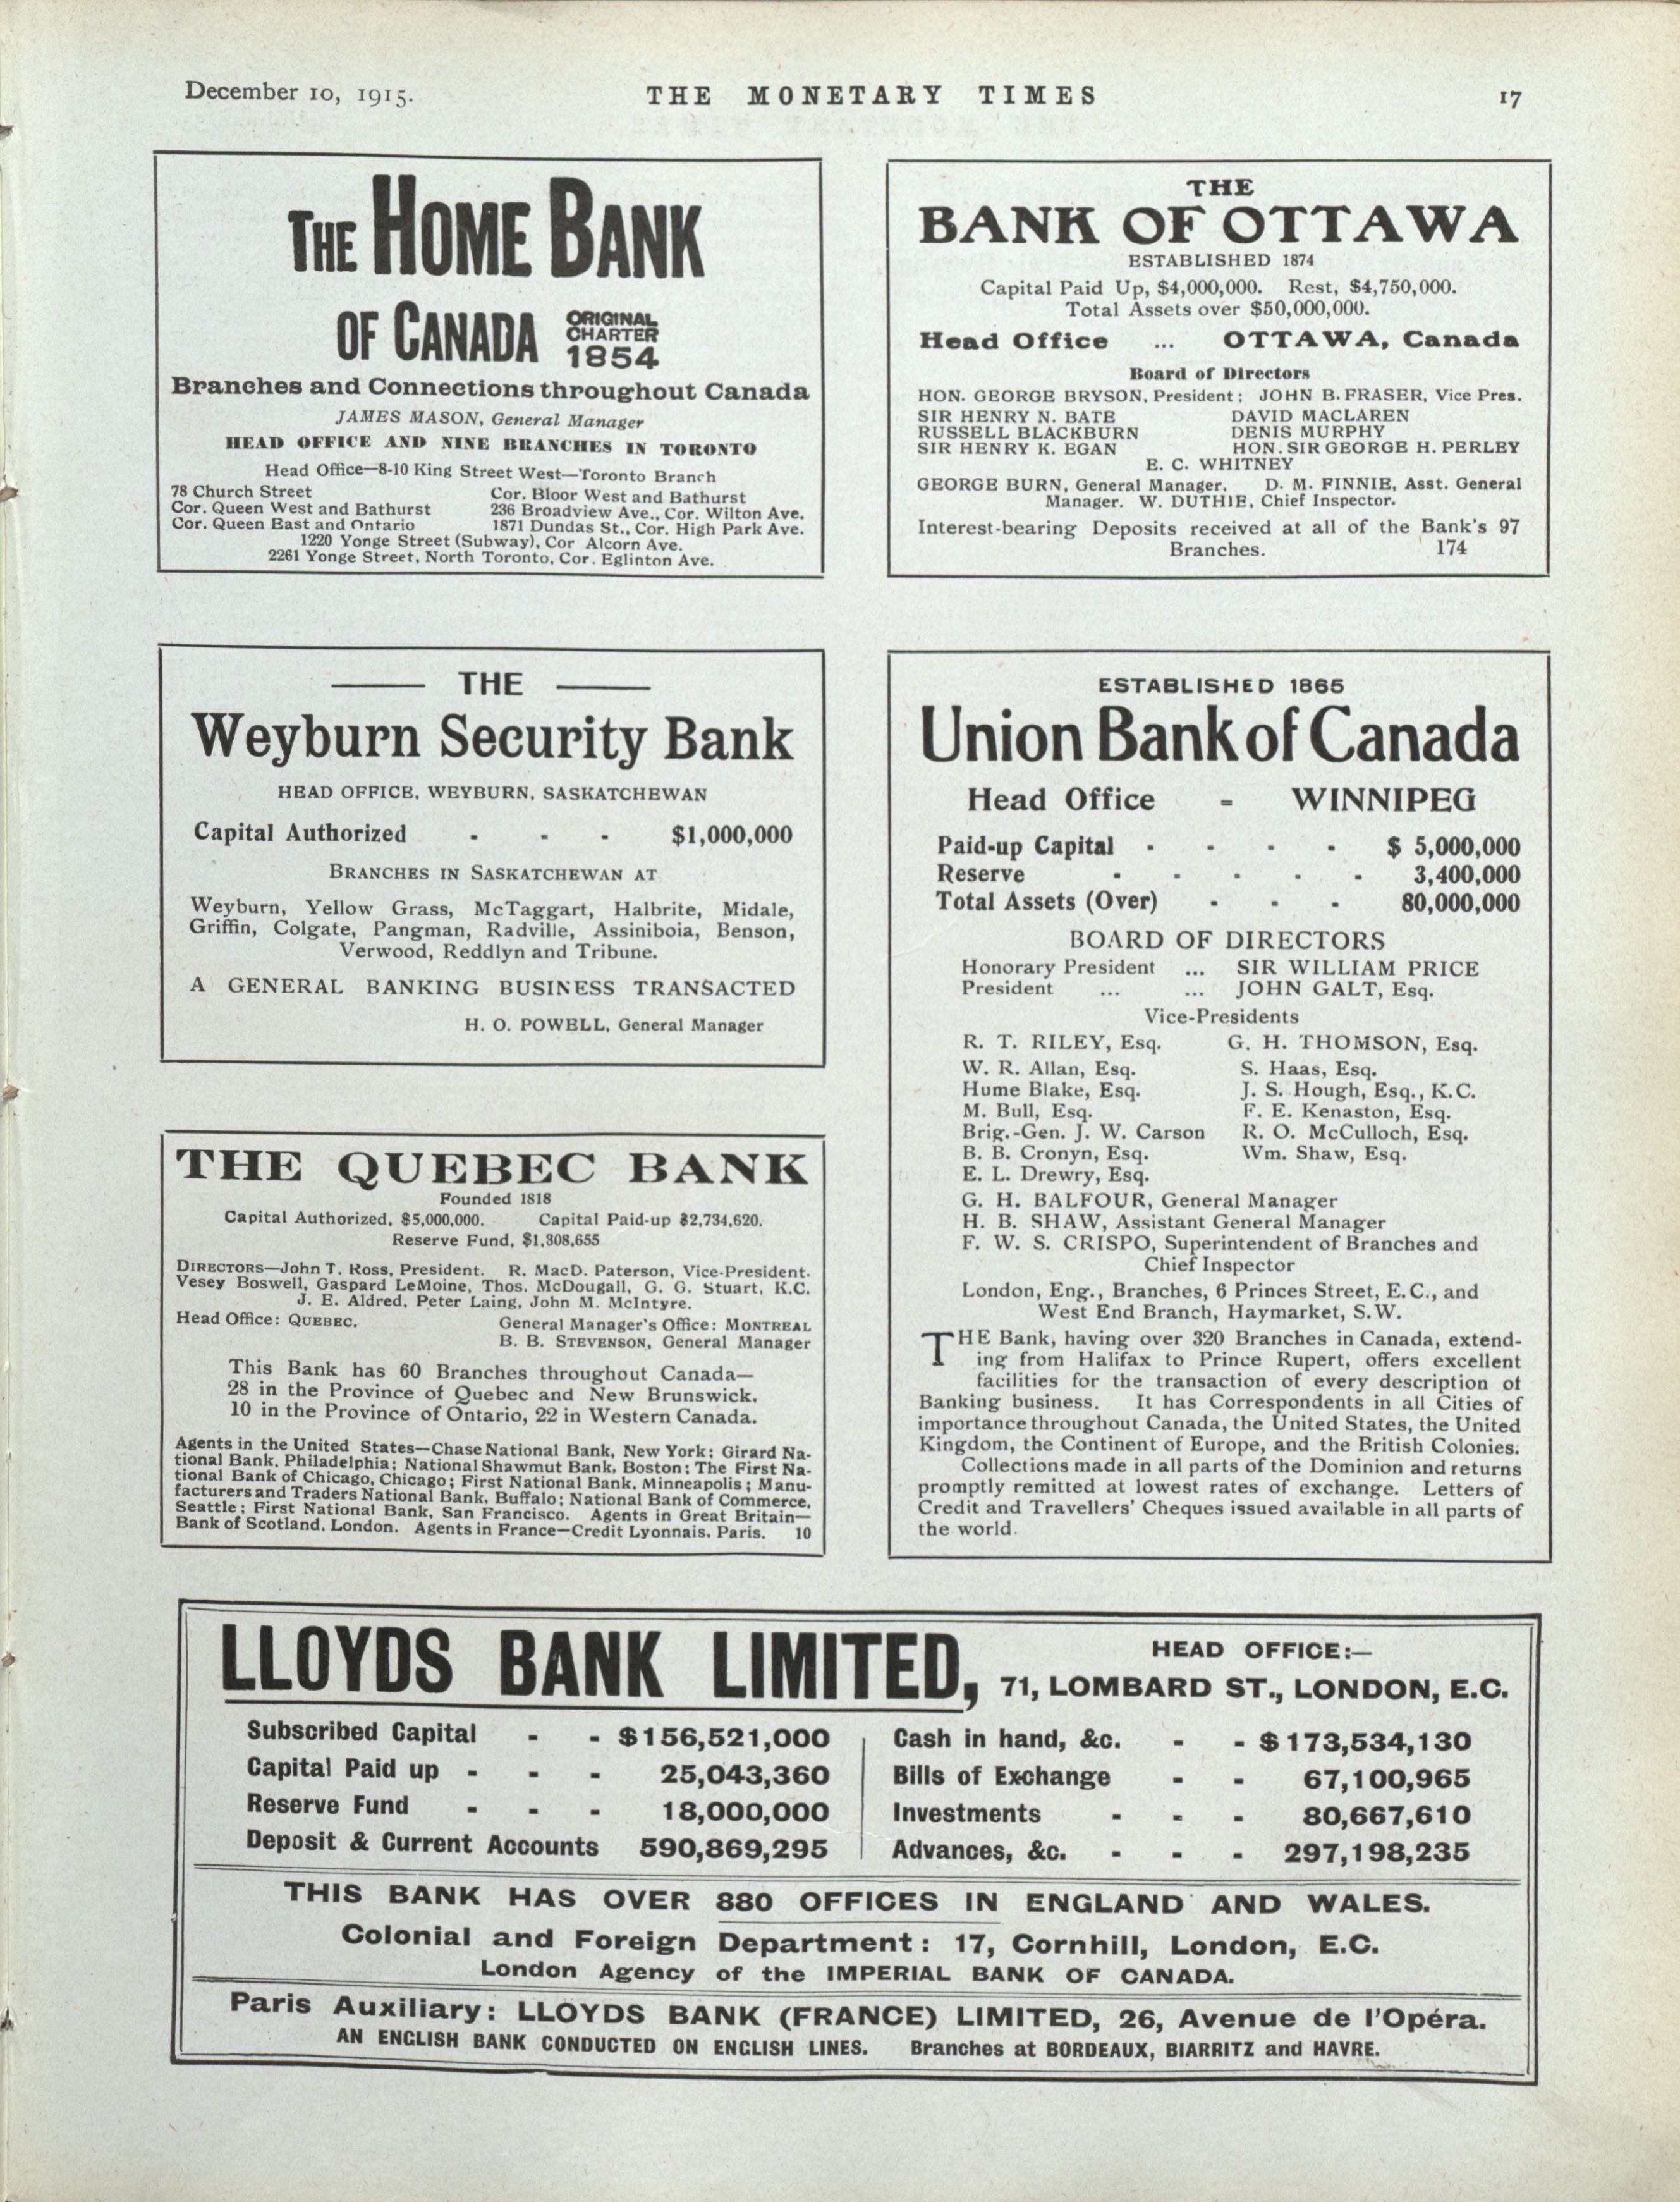 December 10, 1915.
THE MONETARY TIMES
17
THE HOME BANK
OF CANADA
ORIGINAL
CHARTER
1854
Branches and Connections throughout Canada
JAMES MASON, General Manager
HEAD OFFICE AND NINE BRANCHES IN TORONTO
Head Office—8-10 King Street West—Toronto Branch
78 Church Street Cor. Bloor West and Bathurst
Cor. Queen West and Bathurst 236 Broadview Ave., Cor. Wilton Ave.
Cor. Queen East and Ontario 1871 Dundas St., Cor. High Park Ave.
1220 Yonge Street (Subway), Cor Alcorn Ave.
2261 Yonge Street, North Toronto, Cor. Eglinton Ave.
THE
BANK OF OTTAWA
ESTABLISHED 1874
Capital Paid Up, $4,000,000. Rest, $4,750,000.
Total Assets over $50,000,000.
Head Office ... OTTAWA, Canada
Board of Directors
HON. GEORGE BRYSON, President; JOHN B. FRASER, Vice Pres.
SIR HENRY N. BATE DAVID MACLAREN
RUSSELL BLACKBURN DENIS MURPHY
SIR HENRY K. EGAN HON. SIR GEORGE H. PERLEY
E. C. WHITNEY
GEORGE BURN, General Manager, D. M. FINNIE, Asst. General
Manager. W. DUTHIE, Chief Inspector.
Interest-bearing Deposits received at all of the Bank's 97
Branches. 174
THE
Weyburn Security Bank
HEAD OFFICE, WEYBURN, SASKATCHEWAN
Capital Authorized - - - $1,000,000
BRANCHES IN SASKATCHEWAN AT
Weyburn, Yellow Grass, McTaggart, Halbrite, Midale,
Griffin, Colgate, Pangman, Radville, Assiniboia, Benson,
Verwood, Reddlyn and Tribune.
A GENERAL BANKING BUSINESS TRANSACTED
H. O. POWELL, General Manager
THE QUEBEC BANK
Founded 1818
Capital Authorized, $5,000,000. Capital Paid-up $2,734,620.
Reserve Fund, $1,308,655
DIRECTORS—John T. Ross, President. R. MacD. Paterson, Vice-President.
Vesey Boswell, Gaspard LeMoine, Thos. McDougall, G. G. Stuart, K.C.
J. E. Aldred, Peter Laing, John M. McIntyre.
Head Office: QUEBEC. General Manager's Office: MONTREAL
B. B. STEVENSON, General Manager
This Bank has 60 Branches throughout Canada—
28 in the Province of Quebec and New Brunswick.
10 in the Province of Ontario, 22 in Western Canada.
Agents in the United States—Chase National Bank, New York; Girard Na-
tional Bank, Philadelphia; National Shawmut Bank, Boston; The First Na-
tional Bank of Chicago, Chicago; First National Bank, Minneapolis; Manu-
facturers and Traders National Bank, Buffalo; National Bank of Commerce,
Seattle; First National Bank, San Francisco. Agents in Great Britain—
Bank of Scotland, London. Agents in France—Credit Lyonnais, Paris. 10
ESTABLISHED 1865
Union Bank of Canada
Head Office - WINNIPEG
Paid-up Capital - - - - $ 5,000,000
Reserve - - - - - 3,400,000
Total Assets (Over) - - - 80,000,000
BOARD OF DIRECTORS
Honorary President ... SIR WILLIAM PRICE
President ... ... JOHN GALT, Esq.
Vice-Presidents
R. T. RILEY, Esq. G. H. THOMSON, Esq.
W. R. Allan, Esq. S. Haas, Esq.
Hume Blake, Esq. J. S. Hough, Esq., K.C.
M. Bull, Esq. F. E. Kenaston, Esq.
Brig.-Gen. J. W. Carson R. O. McCulloch, Esq.
B. B. Cronyn, Esq. Wm. Shaw, Esq.
E. L. Drewry, Esq.
G. H. BALFOUR, General Manager
H. B. SHAW, Assistant General Manager
F. W. S. CRISPO, Superintendent of Branches and
Chief Inspector
London, Eng., Branches, 6 Princes Street, E.C., and
West End Branch, Haymarket, S.W.
THE Bank, having over 320 Branches in Canada, extend-
ing from Halifax to Prince Rupert, offers excellent
facilities for the transaction of every description of
Banking business. It has Correspondents in all Cities of
importance throughout Canada, the United States, the United
Kingdom, the Continent of Europe, and the British Colonies.
Collections made in all parts of the Dominion and returns
promptly remitted at lowest rates of exchange. Letters of
Credit and Travellers' Cheques issued available in all parts of
the world.
LLOYDS BANK LIMITED,
HEAD OFFICE:—
71, LOMBARD ST., LONDON, E.C.
Subscribed Capital - - $156,521,000
Capital Paid up - - - 25,043,360
Reserve Fund - - - 18,000,000
Deposit & Current Accounts 590,869,295
Cash in hand, &c. - - $173,534,130
Bills of Exchange - - 67,100,965
Investments - - - 80,667,610
Advances, &c. - - - 297,198,235
THIS BANK HAS OVER 880 OFFICES IN ENGLAND AND WALES.
Colonial and Foreign Department: 17, Cornhill, London, E.C.
London Agency of the IMPERIAL BANK OF CANADA.
Paris Auxiliary: LLOYDS BANK (FRANCE) LIMITED, 26, Avenue de l'Opéra.
AN ENGLISH BANK CONDUCTED ON ENGLISH LINES. Branches at BORDEAUX, BIARRITZ and HAVRE.